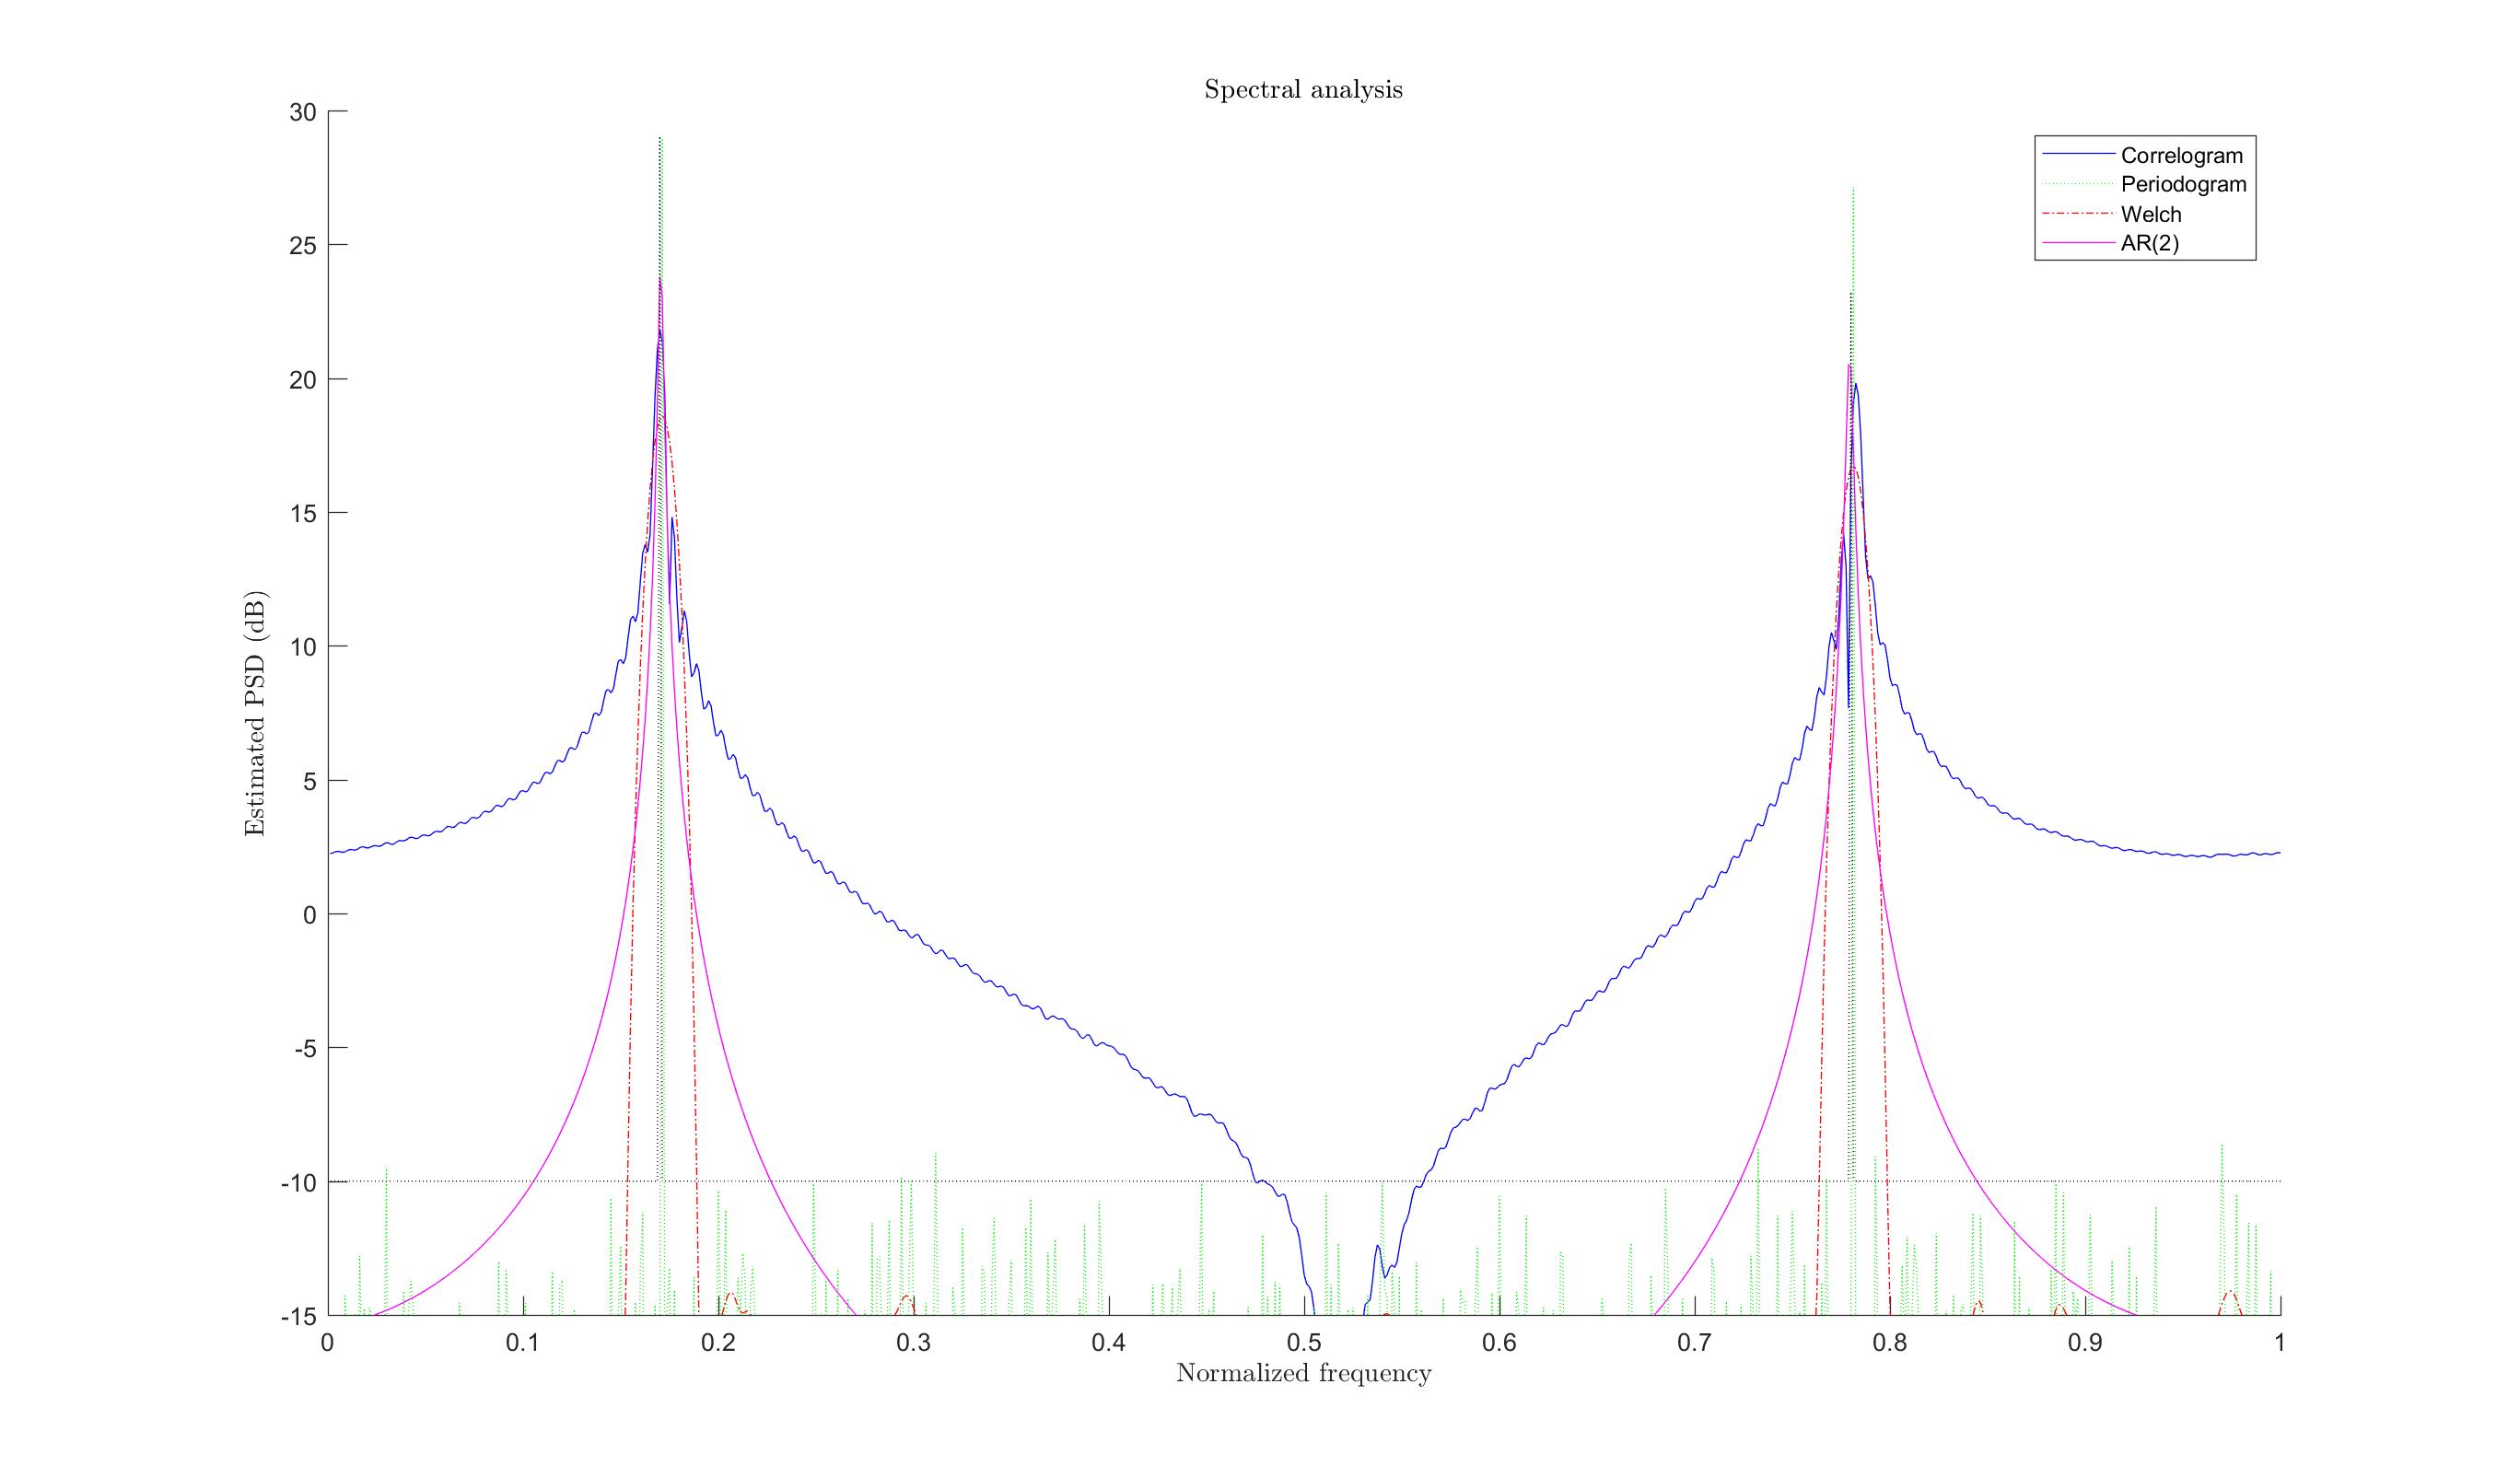 Spectral analysis
30
25
20
15
10
5
0
-5
-10
-15
Estimated PSD (dB)
Correlogram
Periodogram
Welch
AR(2)
0 0.1 0.2 0.3 0.4 0.5 0.6 0.7 0.8 0.9 1
Normalized frequency